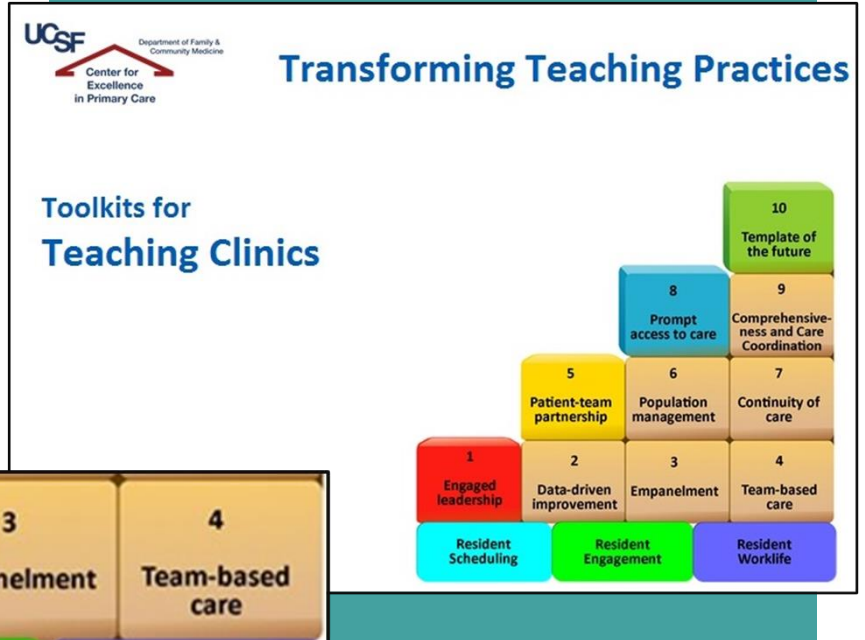 UCSF
Department of Family &
Community Medicine
Center for
Excellence
in Primary Care
Transforming Teaching Practices
Toolkits for
Teaching Clinics
10
Template of
the future
8
Prompt
access to care
9
Comprehensive-
ness and Care
Coordination
5
Patient-team
partnership
6
Population
management
7
Continuity of
care
1
Engaged
leadership
2
Data-driven
improvement
3
Empanelment
4
Team-based
care
Resident
Scheduling
Resident
Engagement
Resident
Worklife
3
nelment
4
Team-based
care